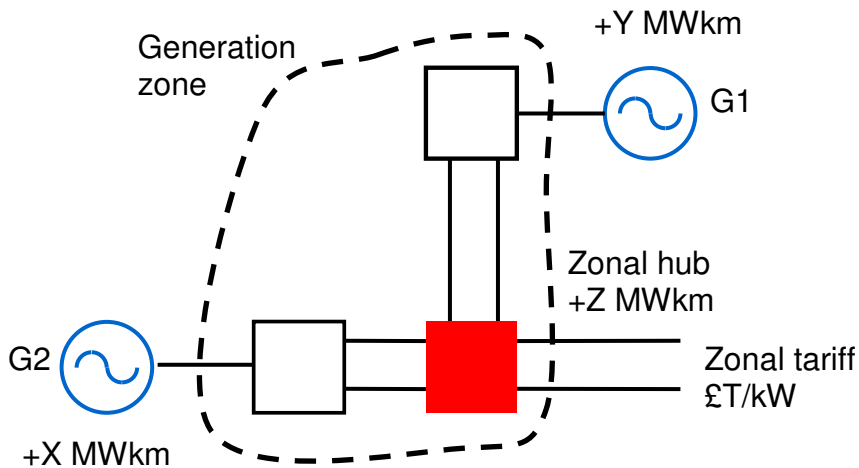 +Y MWkm
Generation
zone
G1
Zonal hub
+Z MWkm
G2
Zonal tariff
£T/kW
+X MWkm